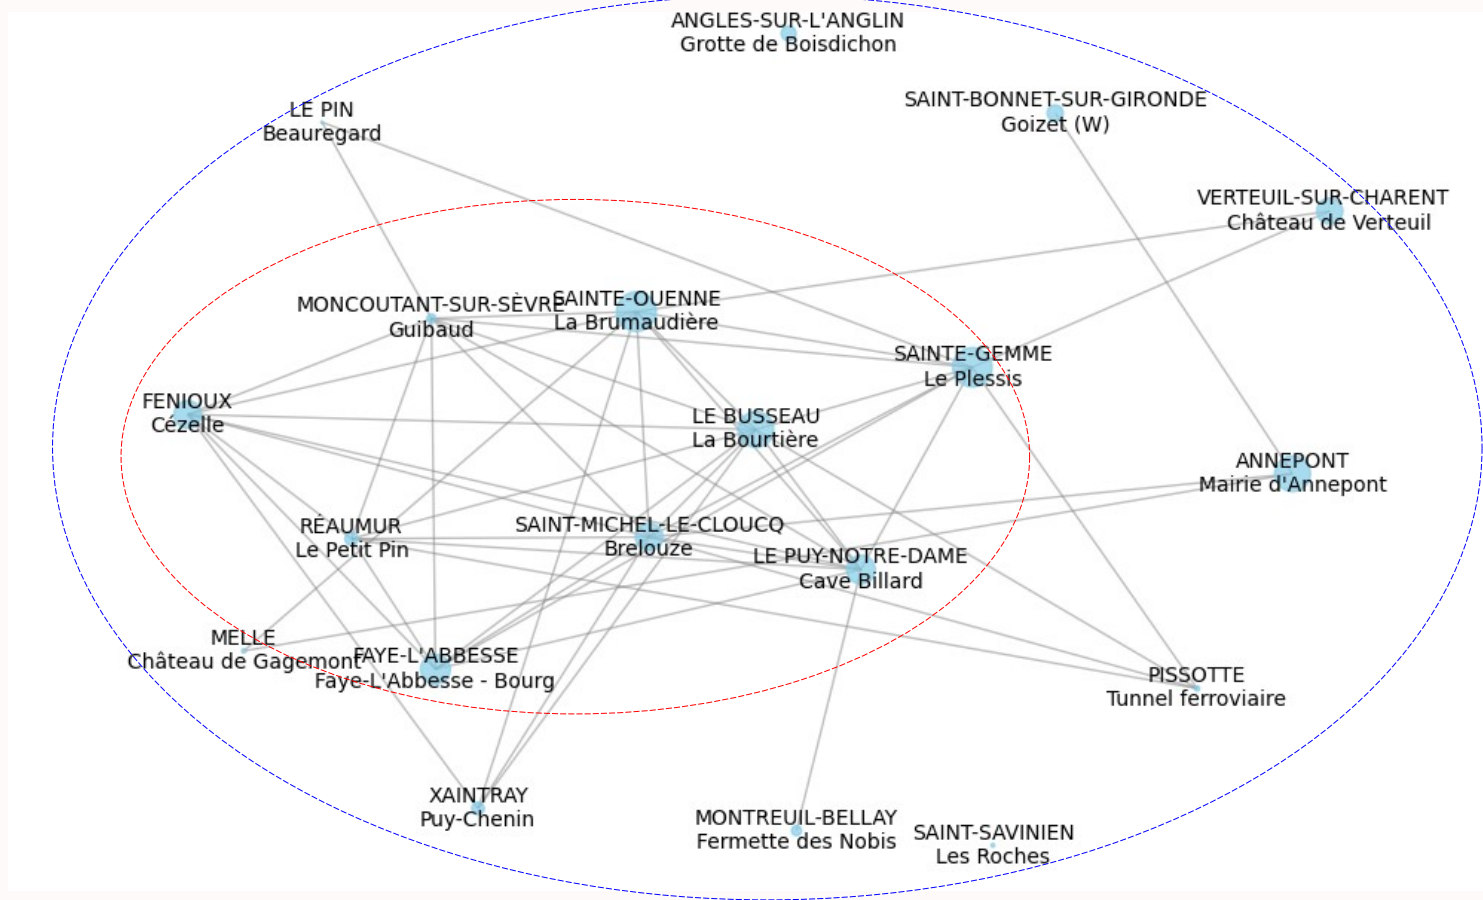 ANGLES-SUR-L'ANGLIN
Grotte de Boisdichon
LE PIN
Beauregard
SAINT-BONNET-SUR-GIRONDE
Goizet (W)
VERTEUIL-SUR-CHARENT
Château de Verteuil
MONCOUTANT-SUR-SÈVRE
Guibaud
SAINTE-OUENNE
La Brumaudière
SAINTE-GEMME
Le Plessis
FENIOUX
Cézelle
LE BUSSEAU
La Bourtière
ANNEPONT
Mairie d'Annepont
RÉAUMUR
Le Petit Pin
SAINT-MICHEL-LE-CLOUCQ
Brelouze
LE PUY-NOTRE-DAME
Cave Billard
MELLE
Château de Gagemont
FAYE-L'ABBESSE
Faye-L'Abbesse - Bourg
PISSOTTE
Tunnel ferroviaire
XAINTRAY
Puy-Chenin
MONTREUIL-BELLAY
Fermette des Nobis
SAINT-SAVINIEN
Les Roches